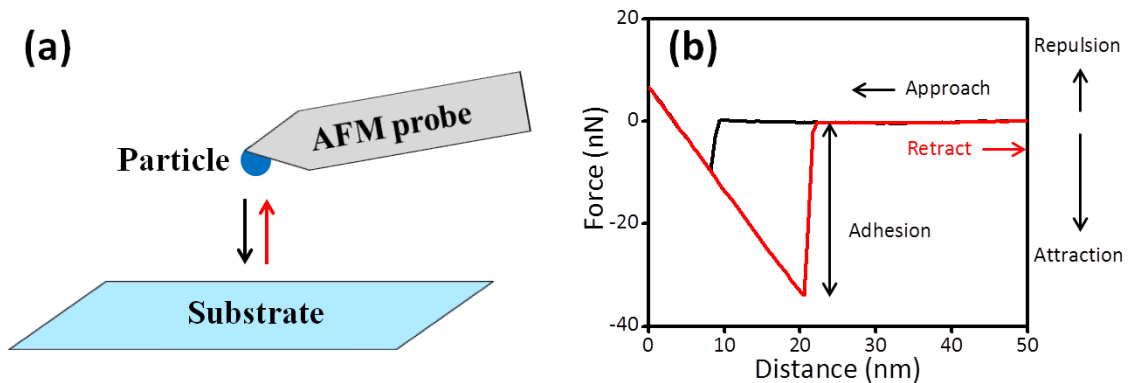 (a)
AFM probe
Particle
Substrate
(b)
20
0
-20
-40
Force (nN)
0
10
20
30
40
50
Distance (nm)
Approach
Retract
Adhesion
Repulsion
Attraction